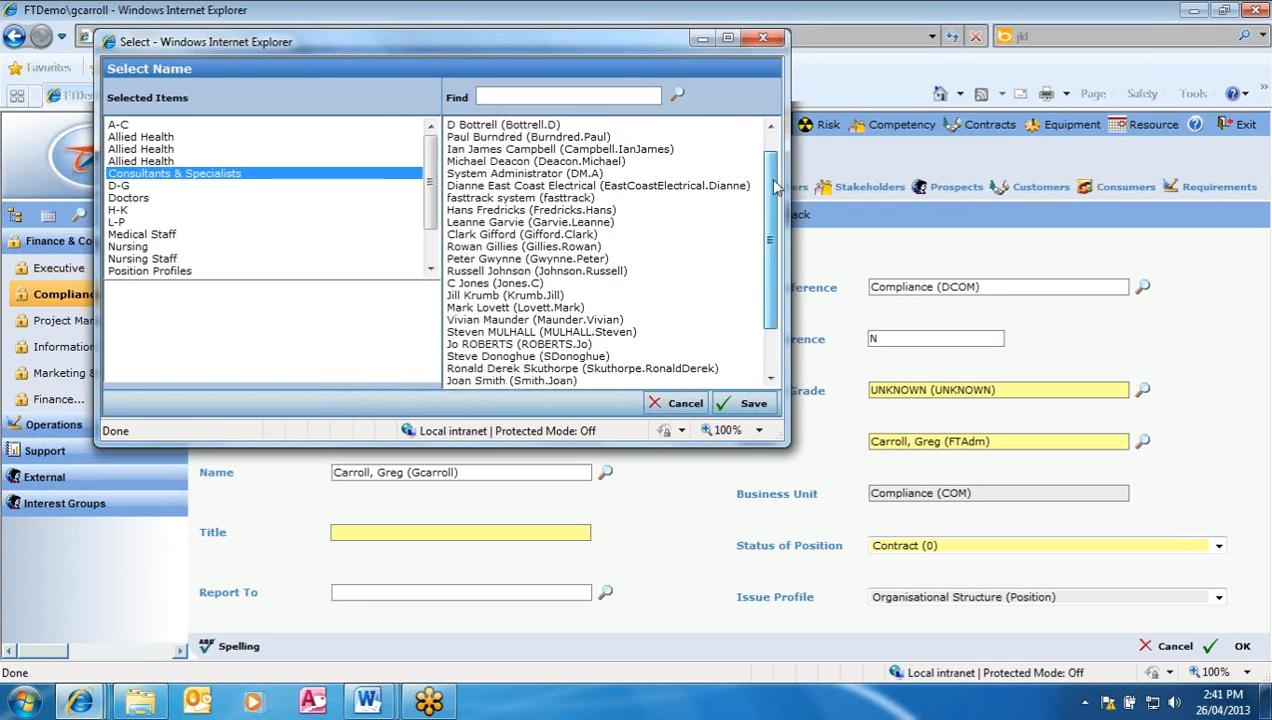 FTDemo\gcarroll - Windows Internet Explorer
jkl
Favorites
FTDe
Page
Safety
Tools
Risk
Competency
Contracts
Equipment
Resource
Exit
ers
Stakeholders
Prospects
Customers
Consumers
Requirements
ack
Finance & Co
Executive
Complianc
Project Man
Informatio
Marketing &
Finance...
Operations
Support
External
Interest Groups
Select - Windows Internet Explorer
Select Name
Selected Items
Find
A-C
Allied Health
Allied Health
Allied Health
Consultants & Specialists
D-G
Doctors
H-K
L-P
Medical Staff
Nursing
Nursing Staff
Position Profiles
D Bottrell (Bottrell.D)
Paul Burndred (Burndred.Paul)
Ian James Campbell (Campbell.IanJames)
Michael Deacon (Deacon.Michael)
System Administrator (DM.A)
Dianne East Coast Electrical (EastCoastElectrical.Dianne)
fasttrack system (fasttrack)
Hans Fredricks (Fredricks.Hans)
Leanne Garvie (Garvie.Leanne)
Clark Gifford (Gifford.Clark)
Rowan Gillies (Gillies.Rowan)
Peter Gwynne (Gwynne.Peter)
Russell Johnson (Johnson.Russell)
C Jones (Jones.C)
Jill Krumb (Krumb.Jill)
Mark Lovett (Lovett.Mark)
Vivian Maunder (Maunder.Vivian)
Steven MULHALL (MULHALL.Steven)
Jo ROBERTS (ROBERTS.Jo)
Steve Donoghue (SDonoghue)
Ronald Derek Skuthorpe (Skuthorpe.RonaldDerek)
Joan Smith (Smith.Joan)
Cancel
Save
Done
Local intranet | Protected Mode: Off
100%
ference
Compliance (DCOM)
rence
N
Grade
UNKNOWN (UNKNOWN)
Carroll, Greg (FTAdm)
Name
Carroll, Greg (Gcarroll)
Business Unit
Compliance (COM)
Title
Status of Position
Contract (0)
Report To
Issue Profile
Organisational Structure (Position)
ABC
Spelling
Cancel
OK
Done
Local intranet | Protected Mode: Off
100%
2:41 PM
26/04/2013